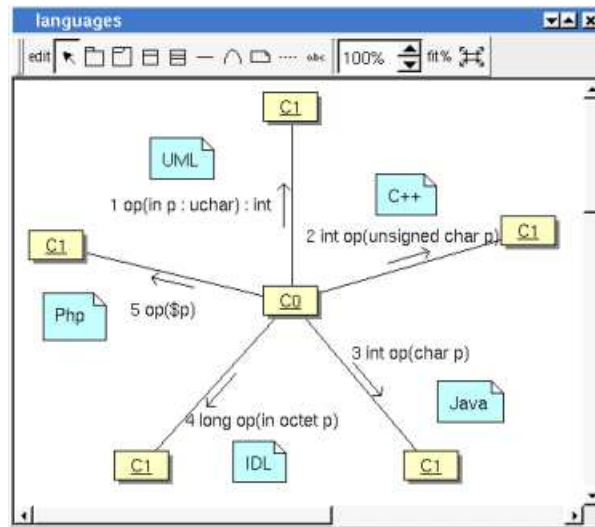 languages
edit abc 100% fit%
C1
UML
1 op(in p : uchar) : int
C++
2 int op(unsigned char p)
C1
C1
C0
5 op($p)
Php
3 int op(char p)
Java
4 long op(in octet p)
C1
IDL
C1